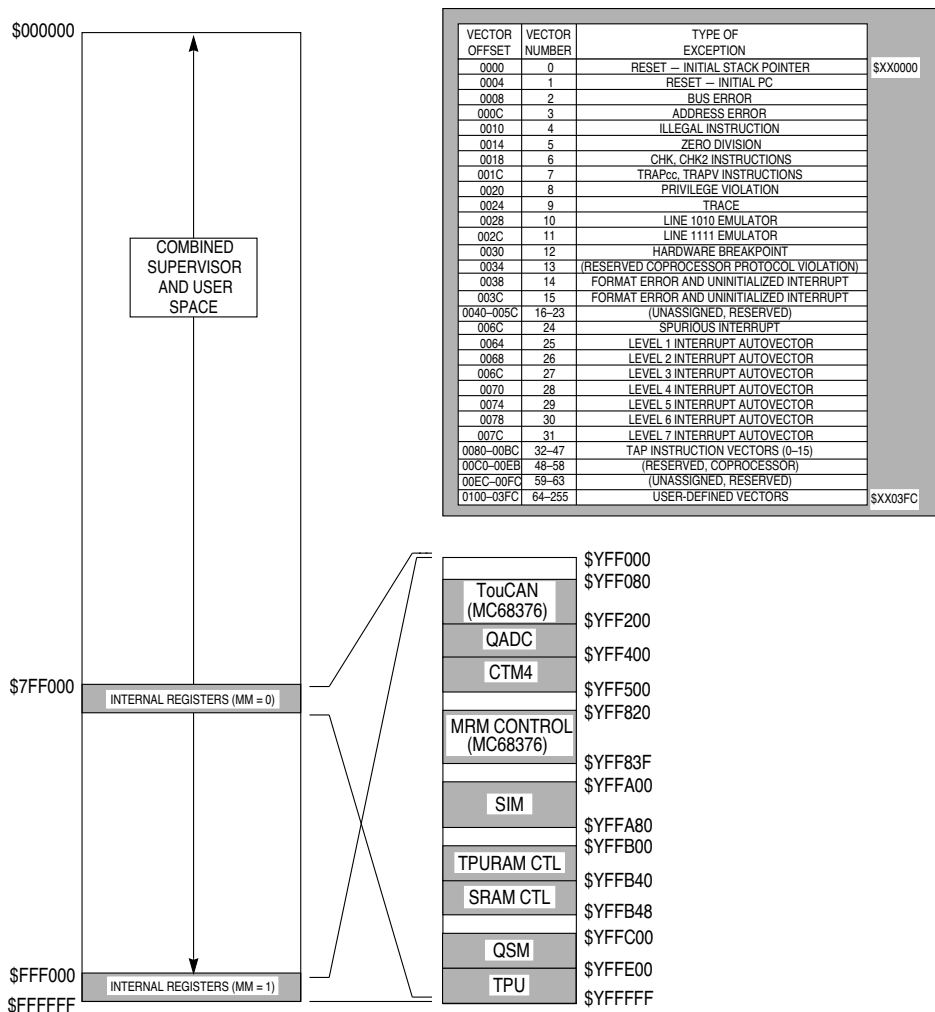 $000000
COMBINED
SUPERVISOR
AND USER
SPACE
$7FF000
INTERNAL REGISTERS (MM = 0)
$FFF000
INTERNAL REGISTERS (MM = 1)
$FFFFFF
VECTOR OFFSET VECTOR NUMBER TYPE OF EXCEPTION
0000 0 RESET — INITIAL STACK POINTER $XX0000
0004 1 RESET — INITIAL PC
0008 2 BUS ERROR
000C 3 ADDRESS ERROR
0010 4 ILLEGAL INSTRUCTION
0014 5 ZERO DIVISION
0018 6 CHK, CHK2 INSTRUCTIONS
001C 7 TRAPcc, TRAPV INSTRUCTIONS
0020 8 PRIVILEGE VIOLATION
0024 9 TRACE
0028 10 LINE 1010 EMULATOR
002C 11 LINE 1111 EMULATOR
0030 12 HARDWARE BREAKPOINT
0034 13 (RESERVED COPROCESSOR PROTOCOL VIOLATION)
0038 14 FORMAT ERROR AND UNINITIALIZED INTERRUPT
003C 15 FORMAT ERROR AND UNINITIALIZED INTERRUPT
0040–005C 16–23 (UNASSIGNED, RESERVED)
006C 24 SPURIOUS INTERRUPT
0064 25 LEVEL 1 INTERRUPT AUTOVECTOR
0068 26 LEVEL 2 INTERRUPT AUTOVECTOR
006C 27 LEVEL 3 INTERRUPT AUTOVECTOR
0070 28 LEVEL 4 INTERRUPT AUTOVECTOR
0074 29 LEVEL 5 INTERRUPT AUTOVECTOR
0078 30 LEVEL 6 INTERRUPT AUTOVECTOR
007C 31 LEVEL 7 INTERRUPT AUTOVECTOR
0080–00BC 32–47 TAP INSTRUCTION VECTORS (0–15)
00C0–00EB 48–58 (RESERVED, COPROCESSOR)
00EC–00FC 59–63 (UNASSIGNED, RESERVED)
0100–03FC 64–255 USER-DEFINED VECTORS $XX03FC
$YFF000
$YFF080
TouCAN
(MC68376)
$YFF200
QADC
$YFF400
CTM4
$YFF500
$YFF820
MRM CONTROL
(MC68376)
$YFF83F
$YFFA00
SIM
$YFFA80
$YFFB00
TPURAM CTL
$YFFB40
SRAM CTL
$YFFB48
$YFFC00
QSM
$YFFE00
TPU
$YFFFFF